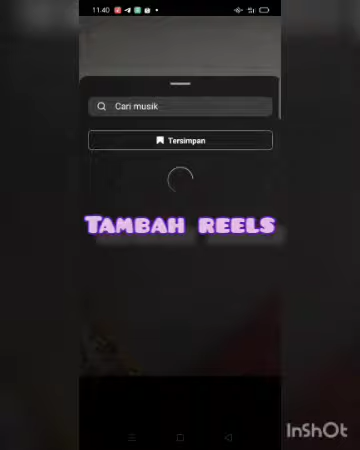 11.40
Cari musik
Tersimpan
TAMBAH REELS
InShOt